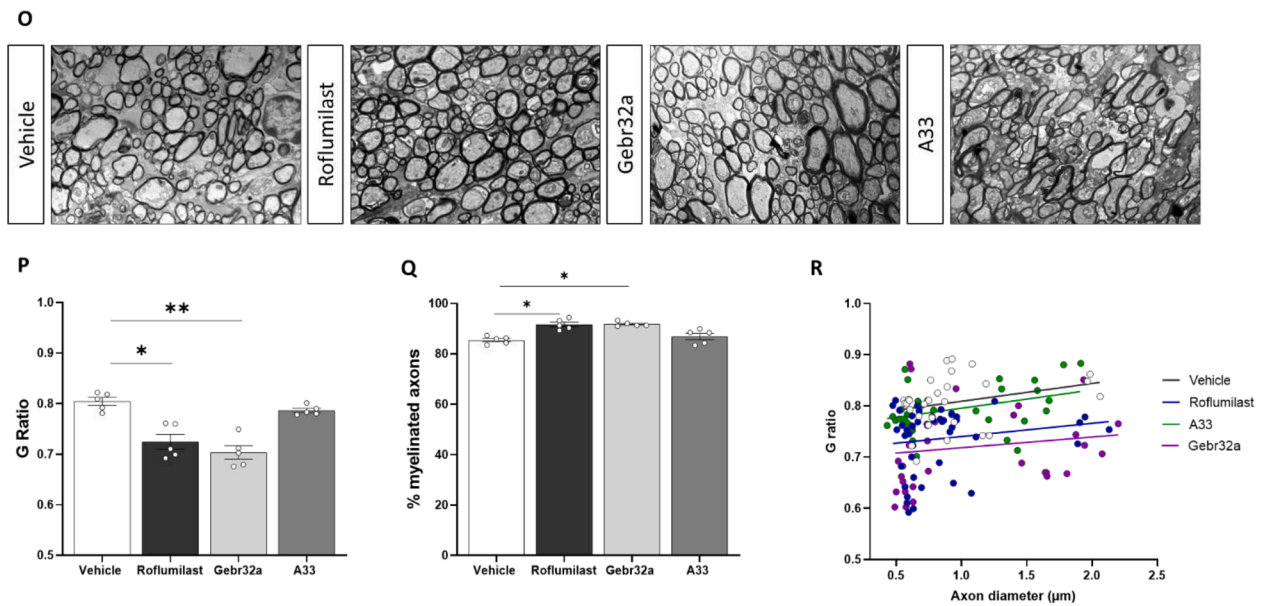 O
Vehicle
Roflumilast
Gebr32a
A33
P
**
*
1.0
0.9
0.8
0.7
0.6
0.5
G Ratio
Vehicle
Roflumilast
Gebr32a
A33
Q
*
*
100
80
60
40
20
0
% myelinated axons
Vehicle
Roflumilast
Gebr32a
A33
R
1.0
0.9
0.8
0.7
0.6
0.5
G ratio
0.5
1.0
1.5
2.0
2.5
Axon diameter (μm)
Vehicle
Roflumilast
A33
Gebr32a